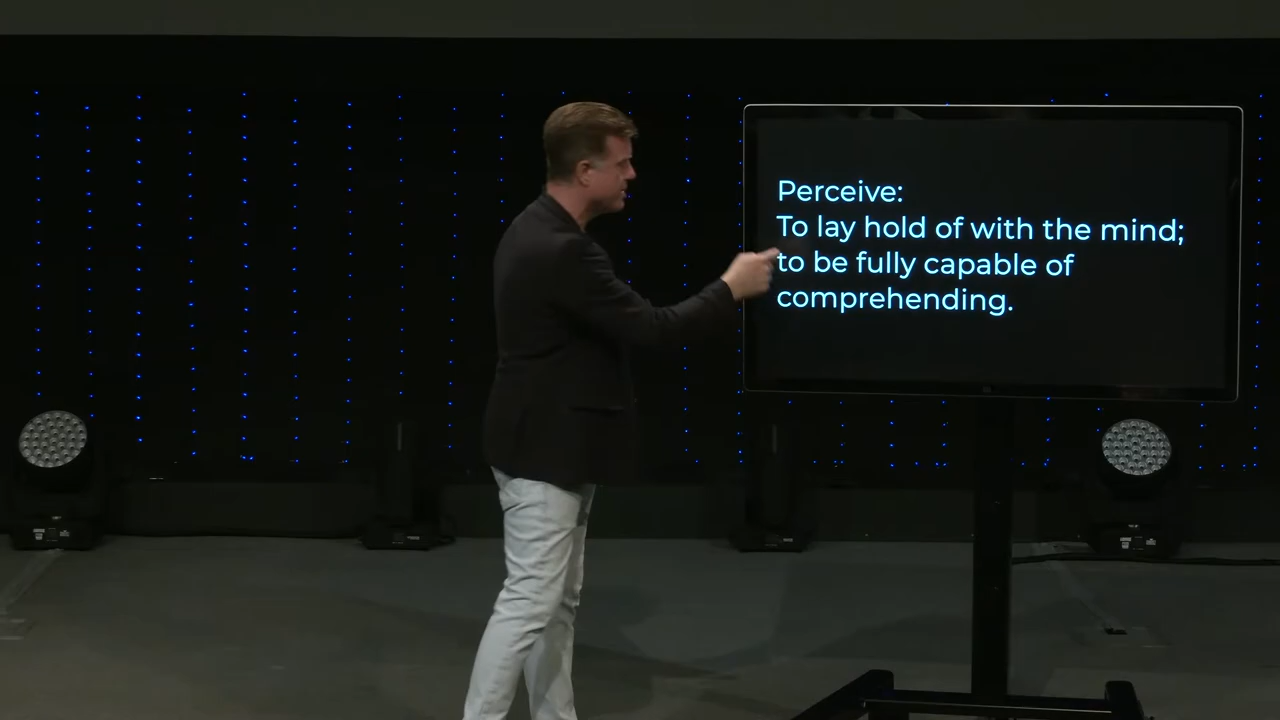 Perceive:
To lay hold of with the mind;
to be fully capable of
comprehending.